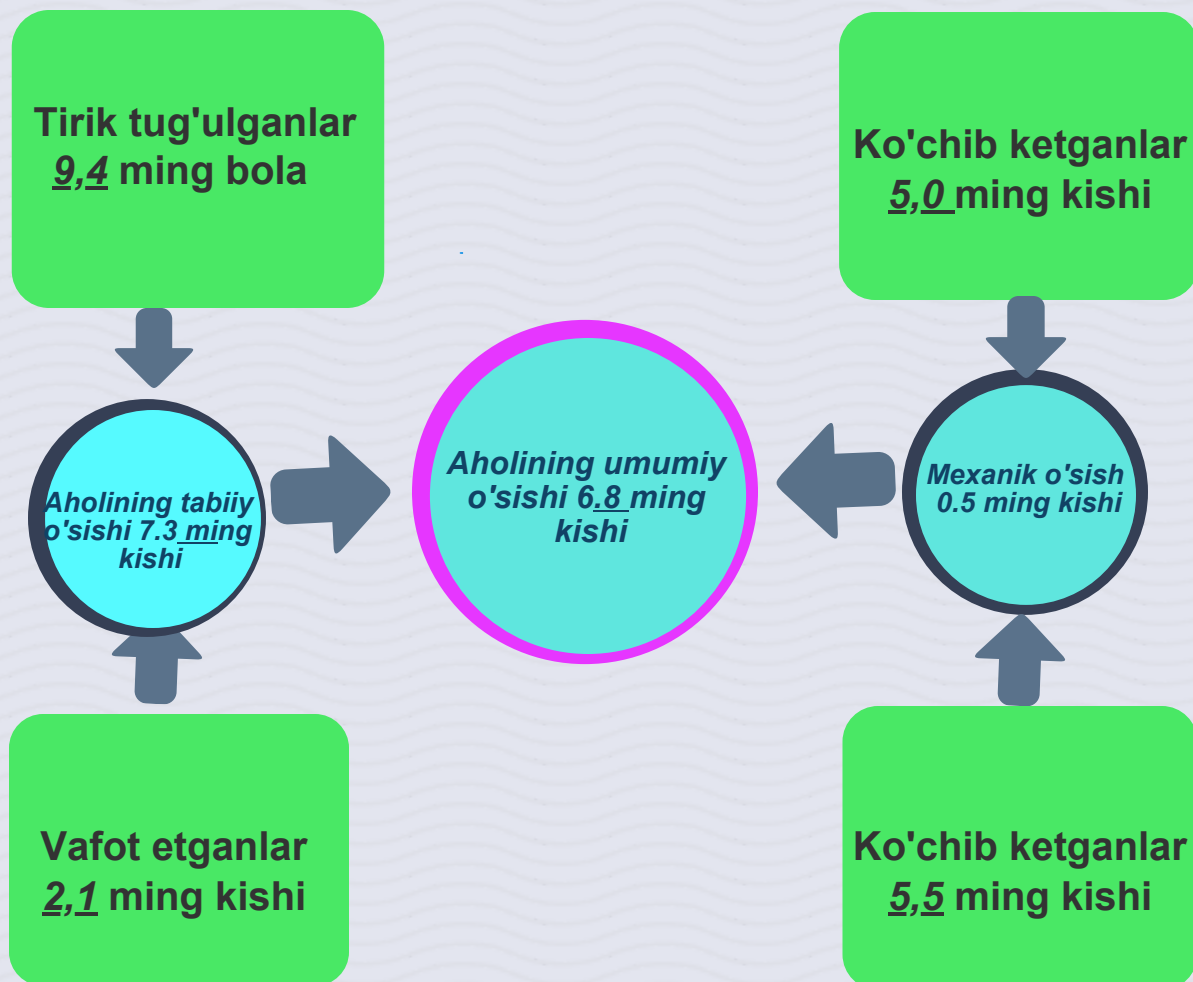 Tirik tug'ulganlar
9,4 ming bola
Ko'chib ketganlar
5,0 ming kishi
Aholining tabiiy
o'sishi 7.3 ming
kishi
Aholining umumiy
o'sishi 6.8 ming
kishi
Mexanik o'sish
0.5 ming kishi
Vafot etganlar
2,1 ming kishi
Ko'chib ketganlar
5,5 ming kishi